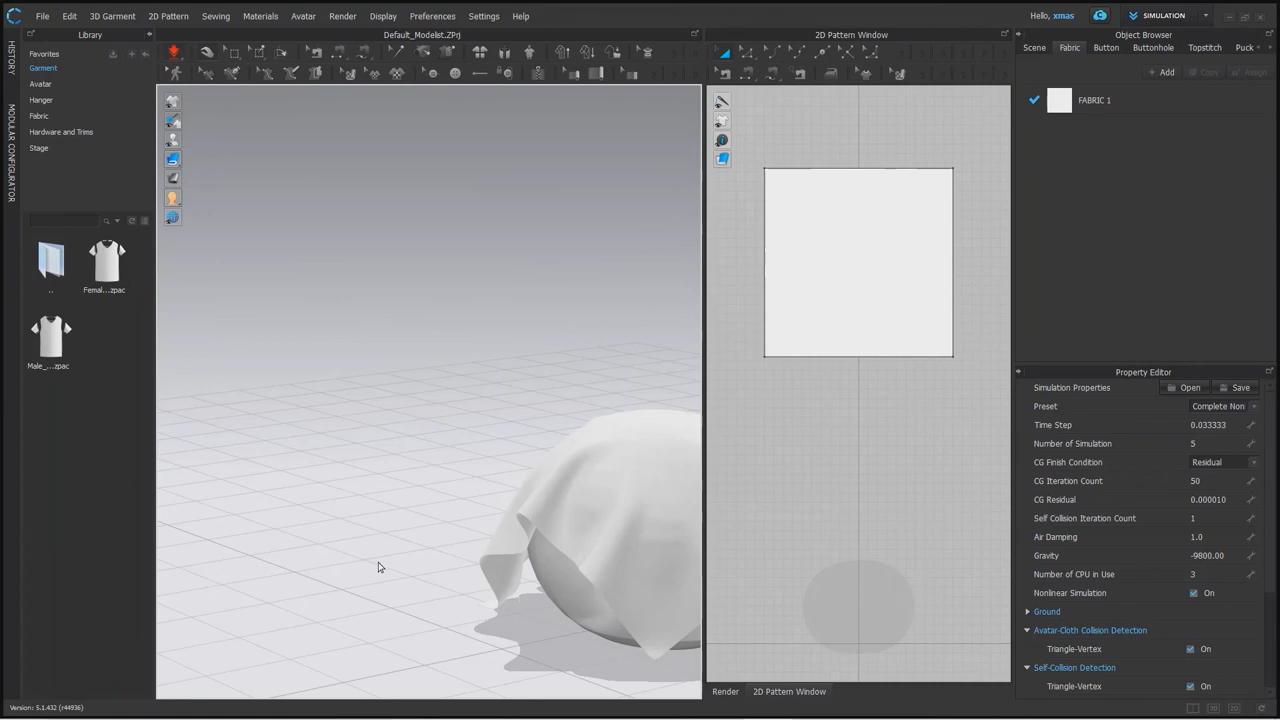 File Edit 3D Garment 2D Pattern Sewing Materials Avatar Render Display Preferences Settings Help
Hello, xmas
SIMULATION
Library
Default_Modelist.ZPrj
2D Pattern Window
Object Browser
HISTORY
MODULAR CONFIGURATOR
Favorites
Garment
Avatar
Hanger
Fabric
Hardware and Trims
Stage
..
Femal...zpac
Male_...zpac
Scene Fabric Button Buttonhole Topstitch Puck
+ Add Copy Assign
FABRIC 1
Property Editor
Simulation Properties Open Save
Preset Complete Non
Time Step 0.033333
Number of Simulation 5
CG Finish Condition Residual
CG Iteration Count 50
CG Residual 0.000010
Self Collision Iteration Count 1
Air Damping 1.0
Gravity -9800.00
Number of CPU in Use 3
Nonlinear Simulation On
Ground
Avatar-Cloth Collision Detection
Triangle-Vertex On
Self-Collision Detection
Triangle-Vertex On
Render 2D Pattern Window
Version: 5.1.432 (r44936)
3D 2D